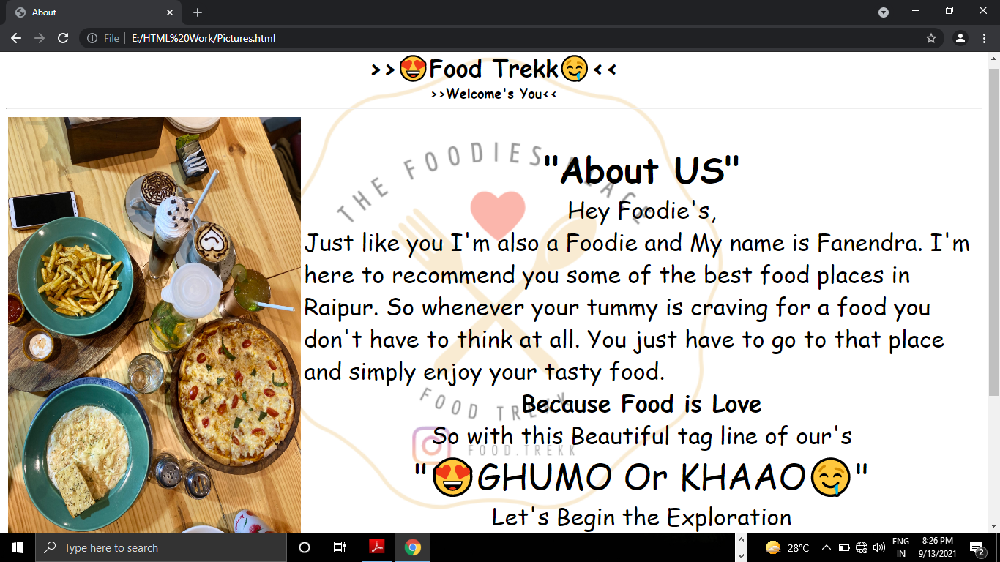 About
File
E:/HTML%20Work/Pictures.html
>>😍Food Trekk🤤<<
>>Welcome's You<<
THE FOODIES PLACE
"About US"
Hey Foodie's,
Just like you I'm also a Foodie and My name is Fanendra. I'm
here to recommend you some of the best food places in
Raipur. So whenever your tummy is craving for a food you
don't have to think at all. You just have to go to that place
and simply enjoy your tasty food.
Because Food is Love
FOOD TREKK
So with this Beautiful tag line of our's
FOOD.TREKK
"😍GHUMO Or KHAAO🤤"
Let's Begin the Exploration
Type here to search
28°C
ENG
IN
8:26 PM
9/13/2021
2